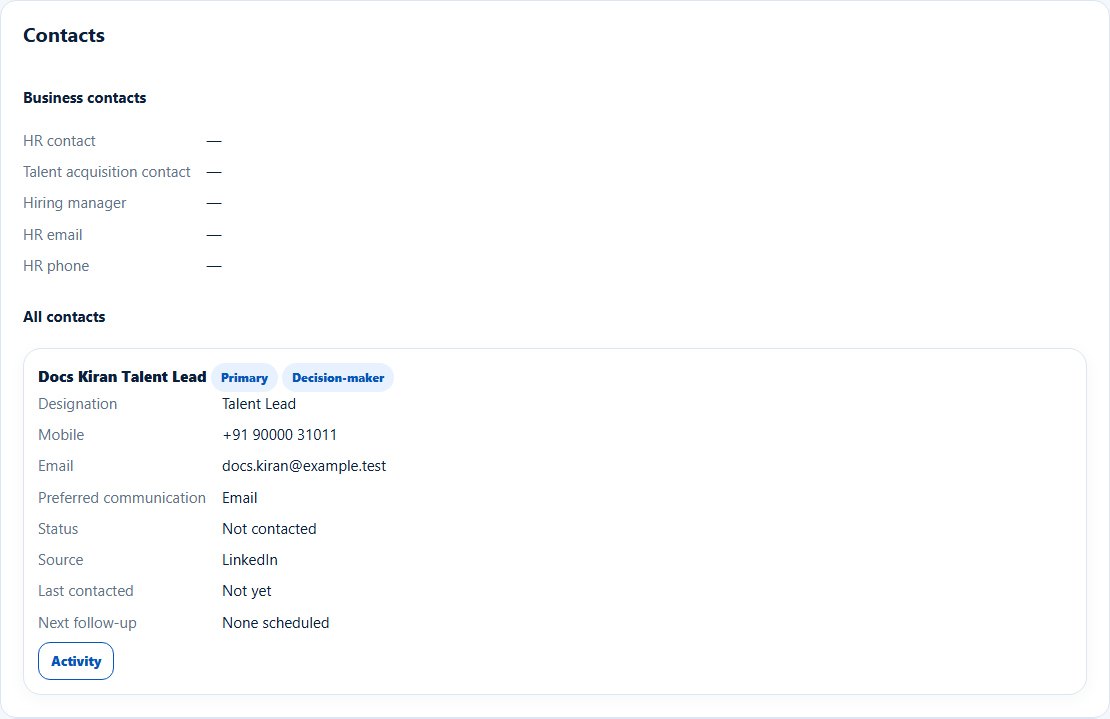 Contacts
Business contacts
HR contact —
Talent acquisition contact —
Hiring manager —
HR email —
HR phone —
All contacts
Docs Kiran Talent Lead Primary Decision-maker
Designation Talent Lead
Mobile +91 90000 31011
Email docs.kiran@example.test
Preferred communication Email
Status Not contacted
Source LinkedIn
Last contacted Not yet
Next follow-up None scheduled
Activity